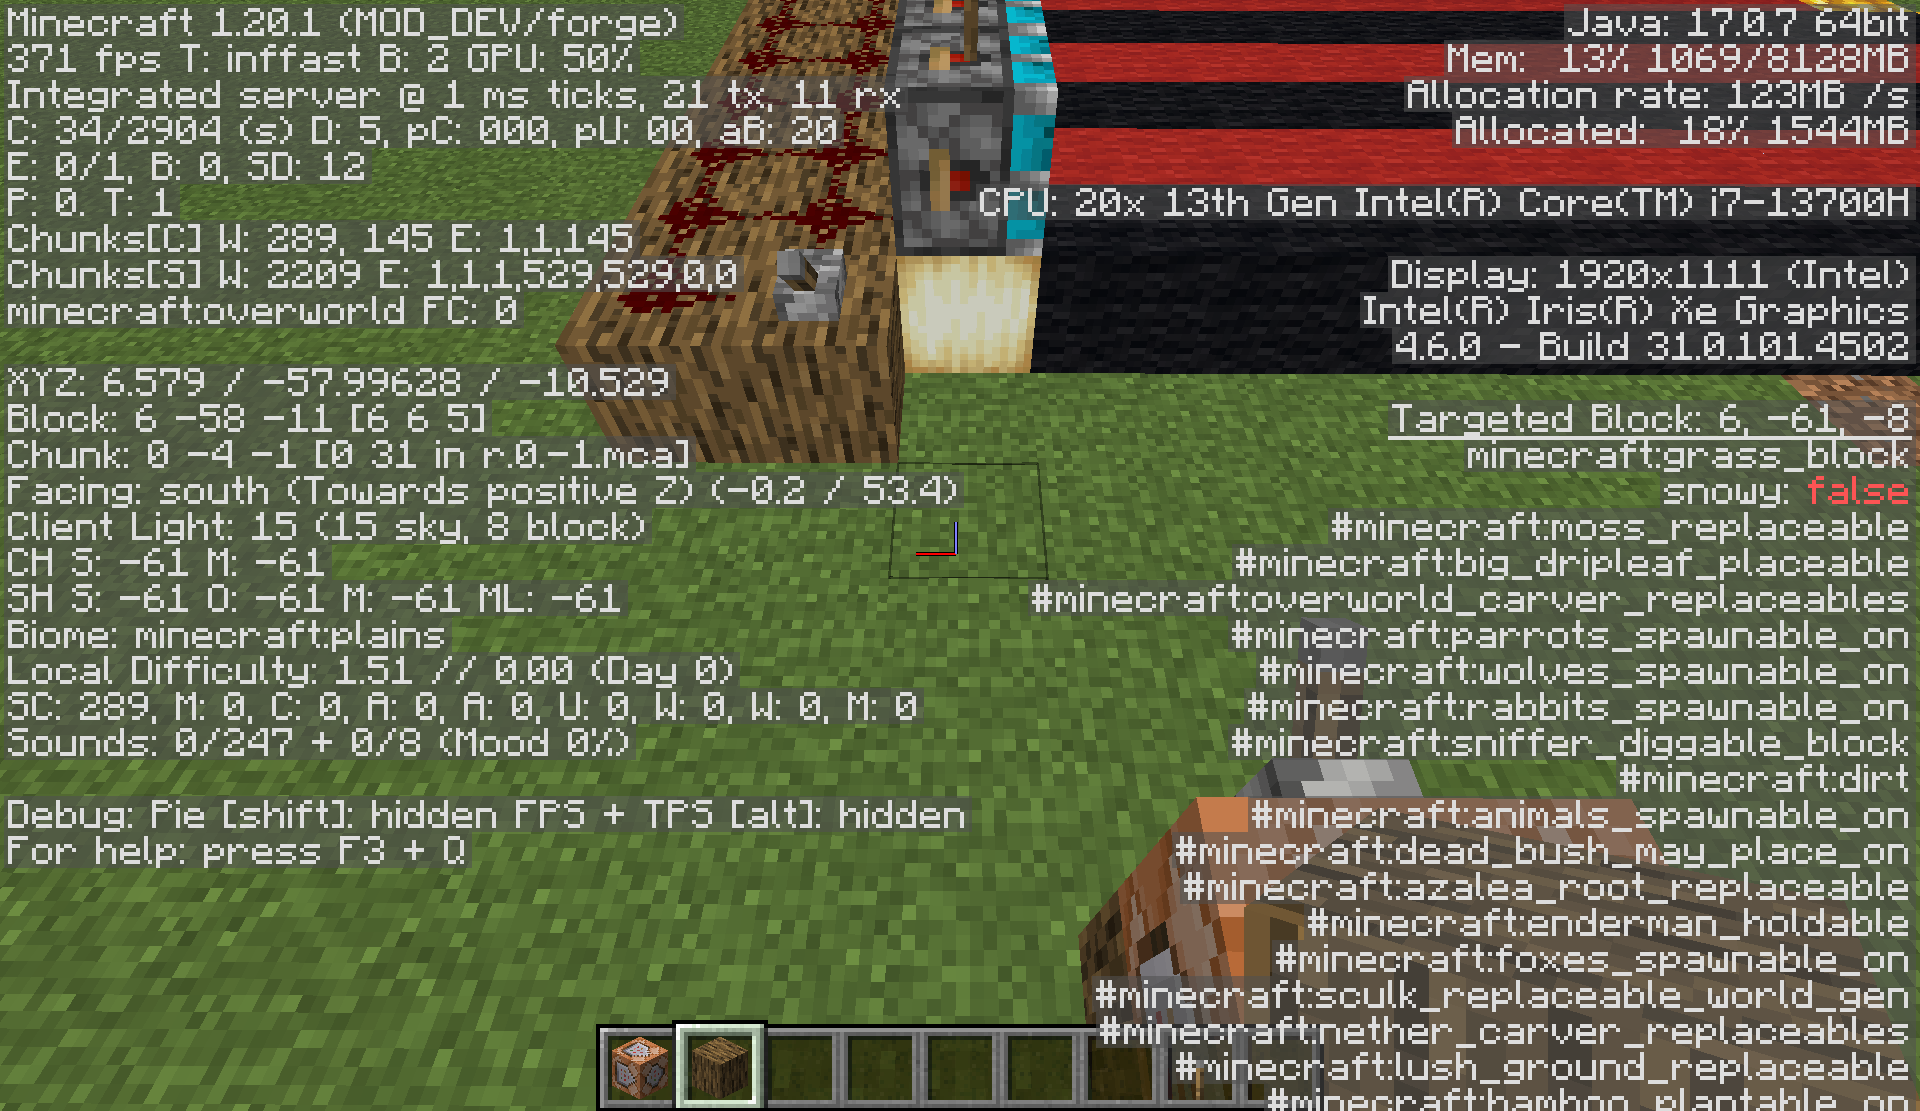 Minecraft 1.20.1 (MOD_DEV/forge)
371 fps T: inffast B: 2 GPU: 50%
Integrated server @ 1 ms ticks, 21 tx, 11 rx
C: 34/2904 (s) D: 5, pC: 000, pU: 00, aB: 20
E: 0/1, B: 0, SD: 12
P: 0. T: 1
Chunks[C] W: 289, 145 E: 1,1,145
Chunks[S] W: 2209 E: 1,1,1,529,529,0,0
minecraft:overworld FC: 0
XYZ: 6.579 / -57.99628 / -10.529
Block: 6 -58 -11 [6 6 5]
Chunk: 0 -4 -1 [0 31 in r.0.-1.mca]
Facing: south (Towards positive Z) (-0.2 / 53.4)
Client Light: 15 (15 sky, 8 block)
CH S: -61 M: -61
SH S: -61 O: -61 M: -61 ML: -61
Biome: minecraft:plains
Local Difficulty: 1.51 // 0.00 (Day 0)
SC: 289, M: 0, C: 0, A: 0, A: 0, U: 0, W: 0, W: 0, M: 0
Sounds: 0/247 + 0/8 (Mood 0%)
Debug: Pie [shift]: hidden FPS + TPS [alt]: hidden
For help: press F3 + Q
Java: 17.0.7 64bit
Mem: 13% 1069/8128MB
Allocation rate: 123MB /s
Allocated: 18% 1544MB
CPU: 20x 13th Gen Intel(R) Core(TM) i7-13700H
Display: 1920x1111 (Intel)
Intel(R) Iris(R) Xe Graphics
4.6.0 - Build 31.0.101.4502
Targeted Block: 6, -61, -8
minecraft:grass_block
snowy: false
#minecraft:moss_replaceable
#minecraft:big_dripleaf_placeable
#minecraft:overworld_carver_replaceables
#minecraft:parrots_spawnable_on
#minecraft:wolves_spawnable_on
#minecraft:rabbits_spawnable_on
#minecraft:sniffer_diggable_block
#minecraft:dirt
#minecraft:animals_spawnable_on
#minecraft:dead_bush_may_place_on
#minecraft:azalea_root_replaceable
#minecraft:enderman_holdable
#minecraft:foxes_spawnable_on
#minecraft:sculk_replaceable_world_gen
#minecraft:nether_carver_replaceables
#minecraft:lush_ground_replaceable
#minecraft:bamboo_plantable_on